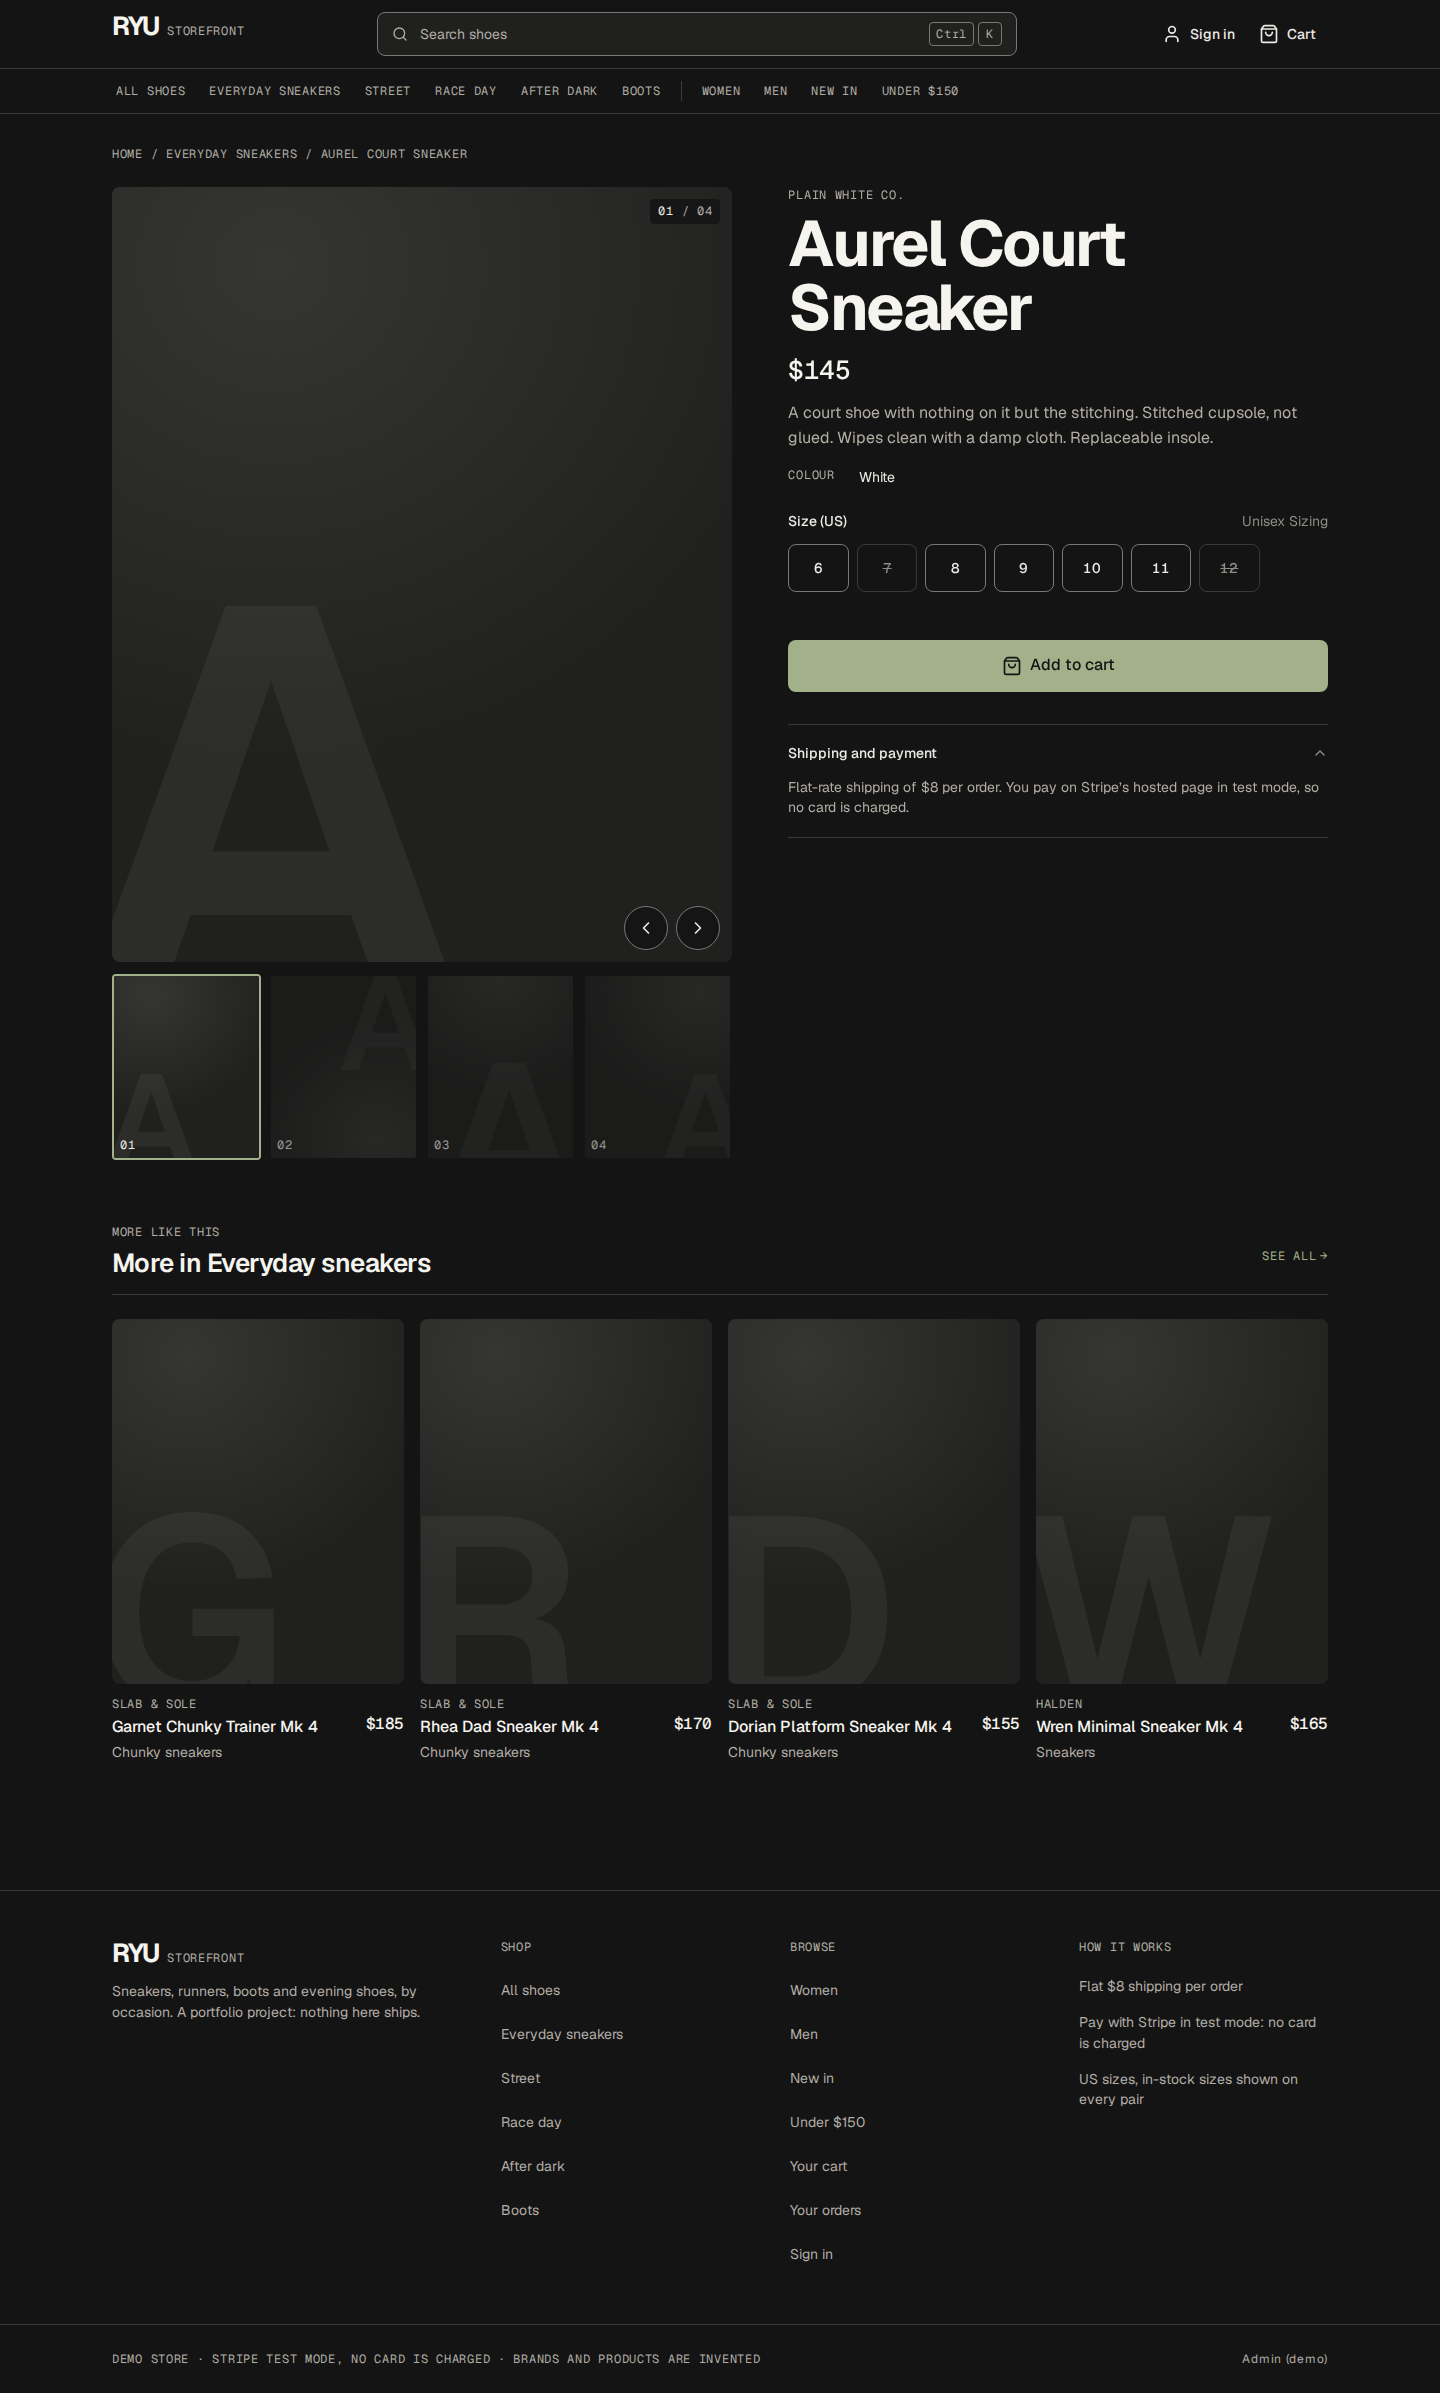 RYU STOREFRONT
Search shoes
Ctrl K
Sign in
Cart
ALL SHOES EVERYDAY SNEAKERS STREET RACE DAY AFTER DARK BOOTS WOMEN MEN NEW IN UNDER $150
HOME / EVERYDAY SNEAKERS / AUREL COURT SNEAKER
01 / 04
A
A
01
A
02
A
03
A
04
PLAIN WHITE CO.
Aurel Court
Sneaker
$145
A court shoe with nothing on it but the stitching. Stitched cupsole, not
glued. Wipes clean with a damp cloth. Replaceable insole.
COLOUR White
Size (US) Unisex Sizing
6 7 8 9 10 11 12
Add to cart
Shipping and payment
Flat-rate shipping of $8 per order. You pay on Stripe's hosted page in test mode, so
no card is charged.
MORE LIKE THIS
More in Everyday sneakers
SEE ALL →
G
SLAB & SOLE
Garnet Chunky Trainer Mk 4 $185
Chunky sneakers
R
SLAB & SOLE
Rhea Dad Sneaker Mk 4 $170
Chunky sneakers
D
SLAB & SOLE
Dorian Platform Sneaker Mk 4 $155
Chunky sneakers
W
HALDEN
Wren Minimal Sneaker Mk 4 $165
Sneakers
RYU STOREFRONT
Sneakers, runners, boots and evening shoes, by
occasion. A portfolio project: nothing here ships.
SHOP
All shoes
Everyday sneakers
Street
Race day
After dark
Boots
BROWSE
Women
Men
New in
Under $150
Your cart
Your orders
Sign in
HOW IT WORKS
Flat $8 shipping per order
Pay with Stripe in test mode: no card
is charged
US sizes, in-stock sizes shown on
every pair
DEMO STORE · STRIPE TEST MODE, NO CARD IS CHARGED · BRANDS AND PRODUCTS ARE INVENTED
Admin (demo)